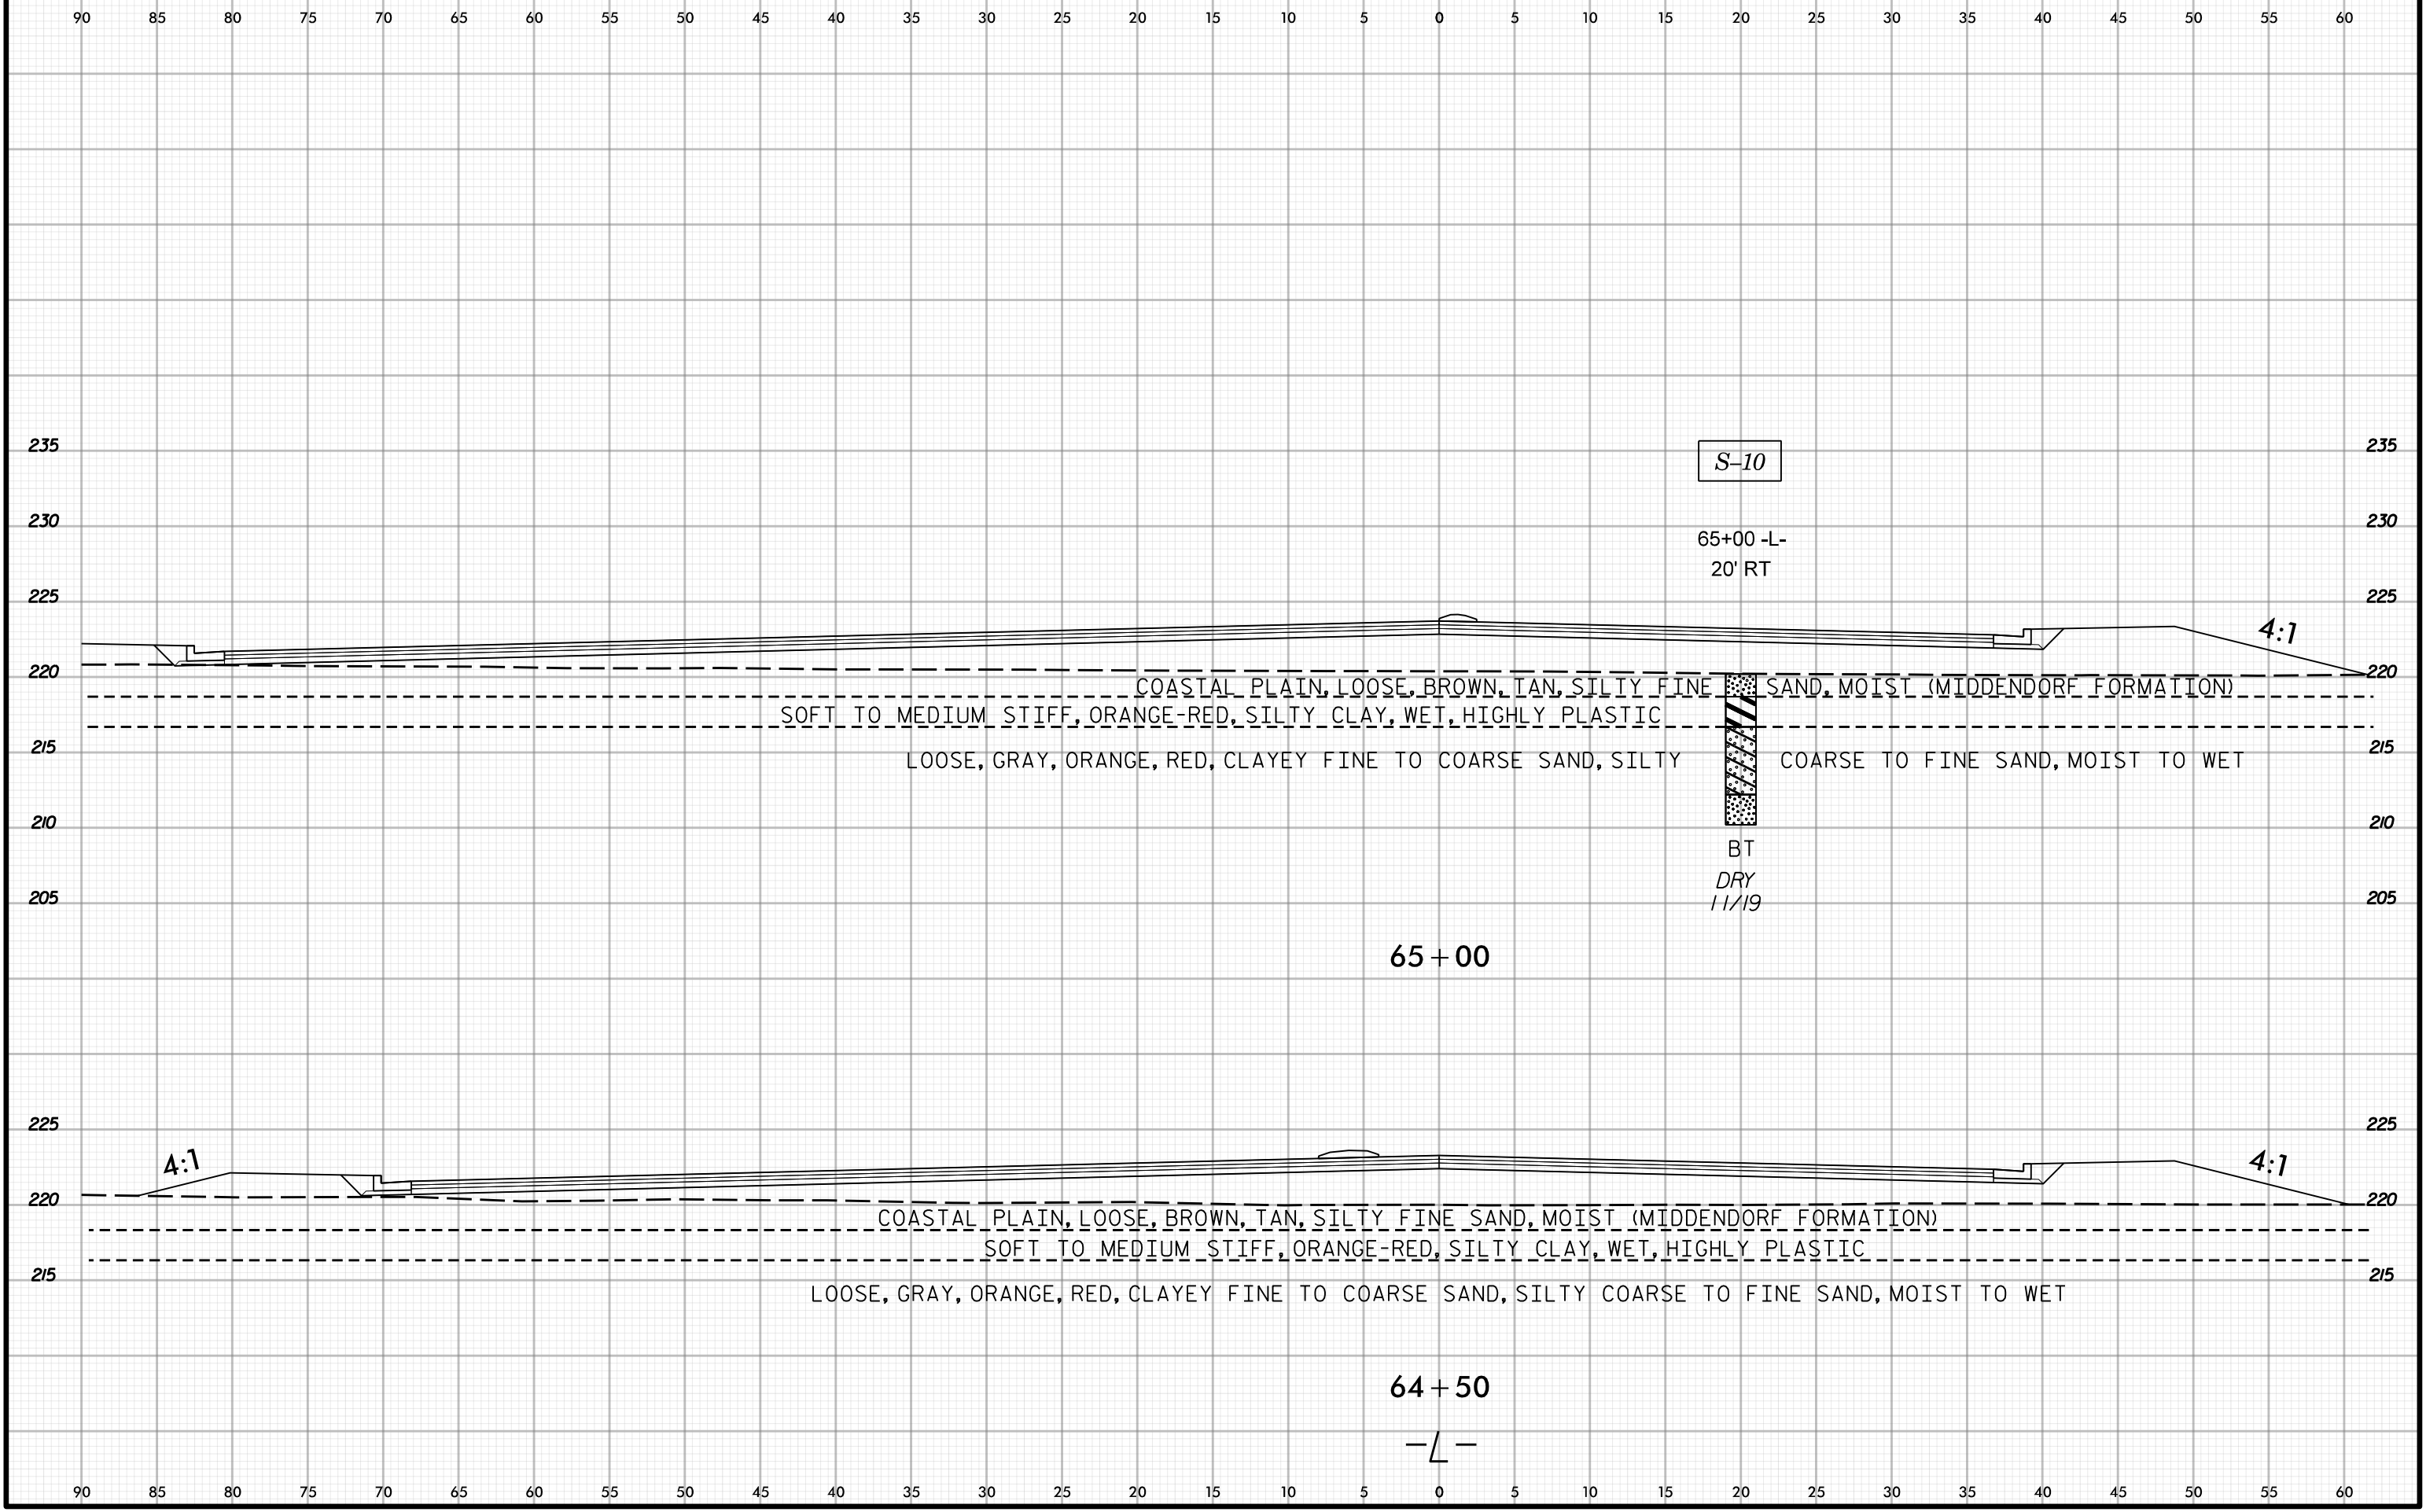 90 85 80 75 70 65 60 55 50 45 40 35 30 25 20 15 10 5 0 5 10 15 20 25 30 35 40 45 50 55 60
235 235
S-10
230 230
65+00 -L-
20' RT
225 225
4:1
220 220
COASTAL PLAIN, LOOSE, BROWN, TAN, SILTY FINE SAND, MOIST (MIDDENDORF FORMATION)
SOFT TO MEDIUM STIFF, ORANGE-RED, SILTY CLAY, WET, HIGHLY PLASTIC
215 215
LOOSE, GRAY, ORANGE, RED, CLAYEY FINE TO COARSE SAND, SILTY COARSE TO FINE SAND, MOIST TO WET
210 210
BT
DRY
205 205
11/19
65+00
225 225
4:1 4:1
220 220
COASTAL PLAIN, LOOSE, BROWN, TAN, SILTY FINE SAND, MOIST (MIDDENDORF FORMATION)
SOFT TO MEDIUM STIFF, ORANGE-RED, SILTY CLAY, WET, HIGHLY PLASTIC
215 215
LOOSE, GRAY, ORANGE, RED, CLAYEY FINE TO COARSE SAND, SILTY COARSE TO FINE SAND, MOIST TO WET
64+50
-L-
90 85 80 75 70 65 60 55 50 45 40 35 30 25 20 15 10 5 0 5 10 15 20 25 30 35 40 45 50 55 60